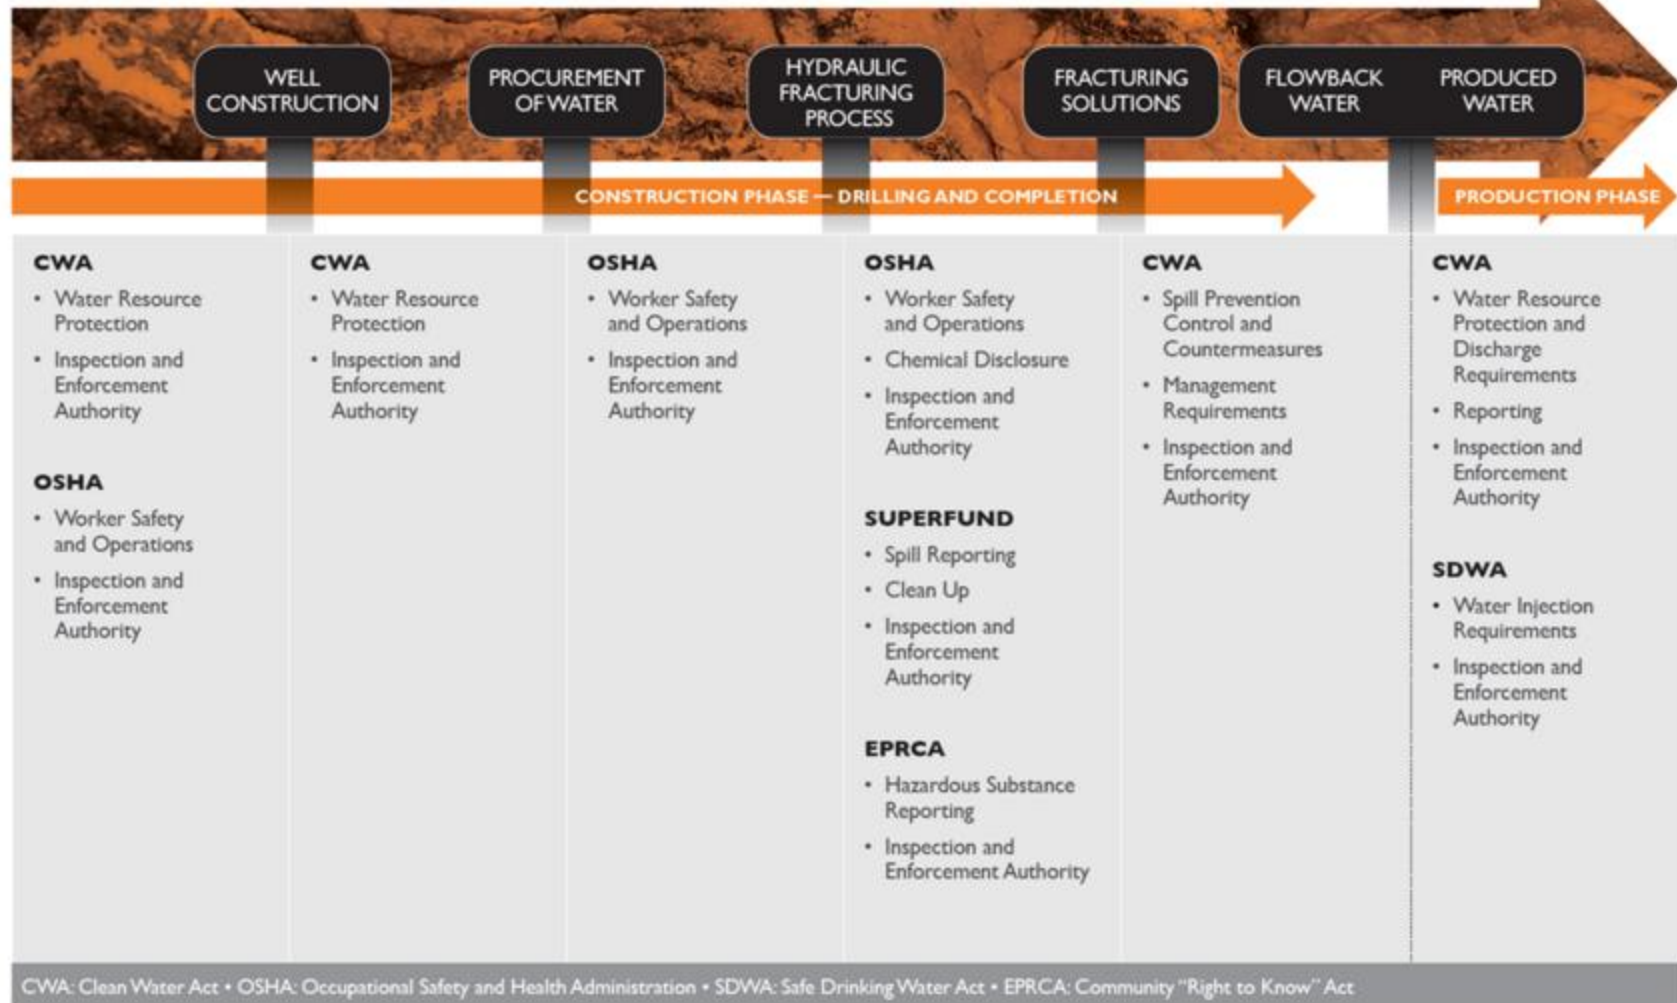 WELL
CONSTRUCTION
PROCUREMENT
OF WATER
HYDRAULIC
FRACTURING
PROCESS
FRACTURING
SOLUTIONS
FLOWBACK
WATER
PRODUCED
WATER
CONSTRUCTION PHASE — DRILLING AND COMPLETION
PRODUCTION PHASE
CWA
• Water Resource
Protection
• Inspection and
Enforcement
Authority
OSHA
• Worker Safety
and Operations
• Inspection and
Enforcement
Authority
CWA
• Water Resource
Protection
• Inspection and
Enforcement
Authority
OSHA
• Worker Safety
and Operations
• Inspection and
Enforcement
Authority
OSHA
• Worker Safety
and Operations
• Chemical Disclosure
• Inspection and
Enforcement
Authority
SUPERFUND
• Spill Reporting
• Clean Up
• Inspection and
Enforcement
Authority
EPRCA
• Hazardous Substance
Reporting
• Inspection and
Enforcement Authority
CWA
• Spill Prevention
Control and
Countermeasures
• Management
Requirements
• Inspection and
Enforcement
Authority
CWA
• Water Resource
Protection and
Discharge
Requirements
• Reporting
• Inspection and
Enforcement
Authority
SDWA
• Water Injection
Requirements
• Inspection and
Enforcement
Authority
CWA: Clean Water Act • OSHA: Occupational Safety and Health Administration • SDWA: Safe Drinking Water Act • EPRCA: Community "Right to Know" Act